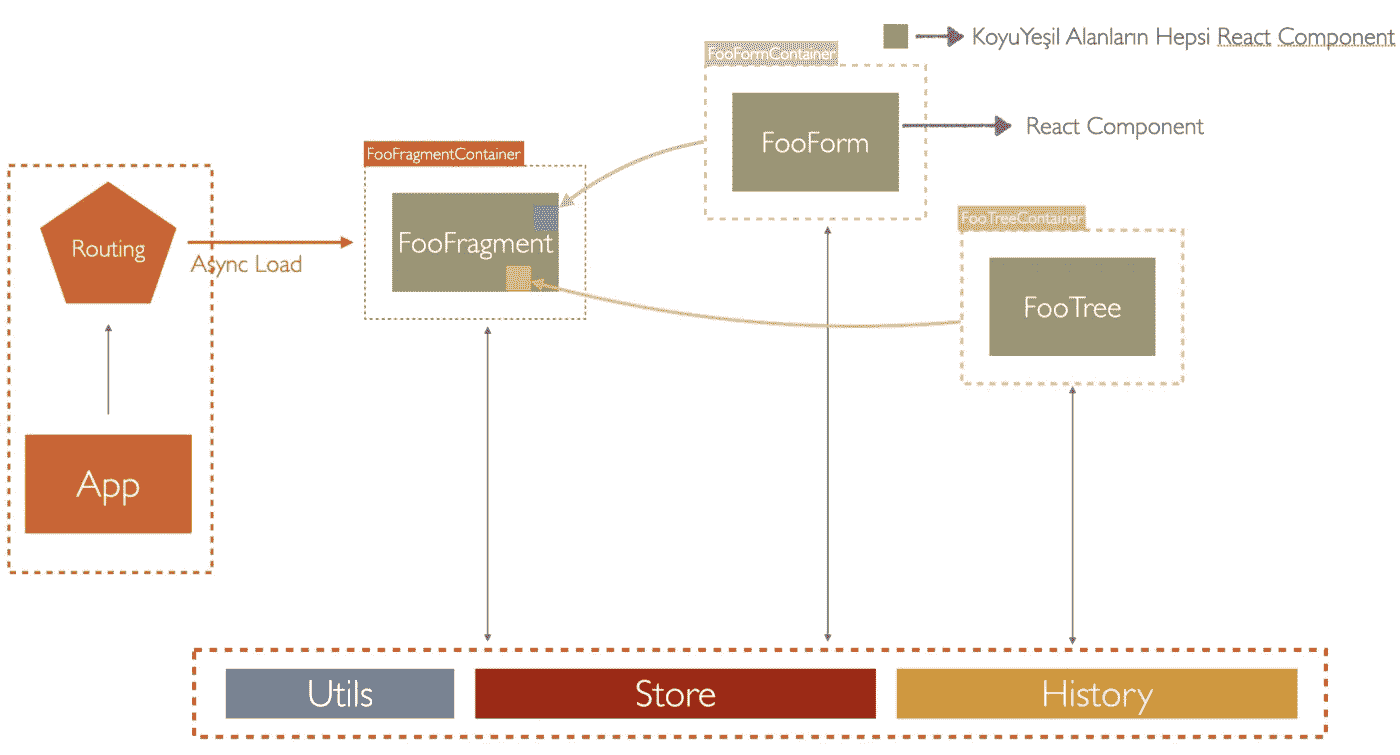 KoyuYeşil Alanların Hepsi React Component
FooFormContainer
FooForm
React Component
FooFragmentContainer
FooFragment
Routing
Async Load
FooTreeContainer
FooTree
App
Utils
Store
History